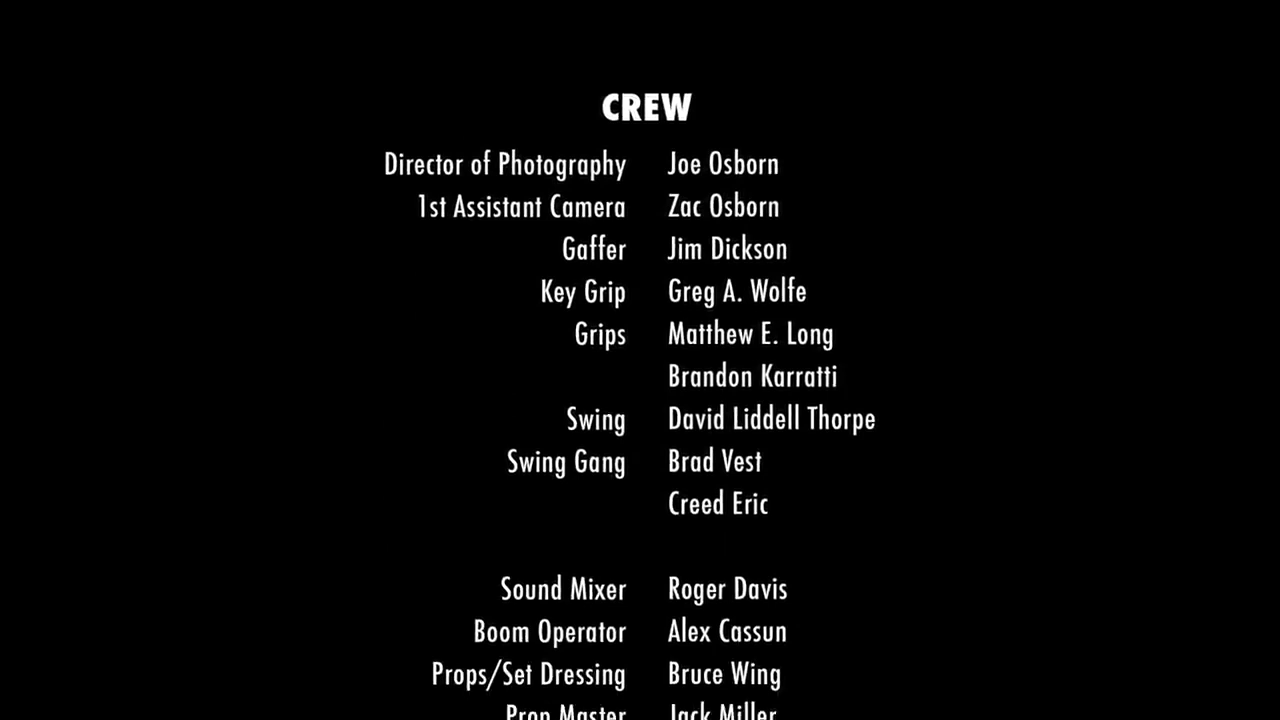 CREW
Director of Photography Joe Osborn
1st Assistant Camera Zac Osborn
Gaffer Jim Dickson
Key Grip Greg A. Wolfe
Grips Matthew E. Long
Brandon Karratti
Swing David Liddell Thorpe
Swing Gang Brad Vest
Creed Eric
Sound Mixer Roger Davis
Boom Operator Alex Cassun
Props/Set Dressing Bruce Wing
Prop Master Jack Miller